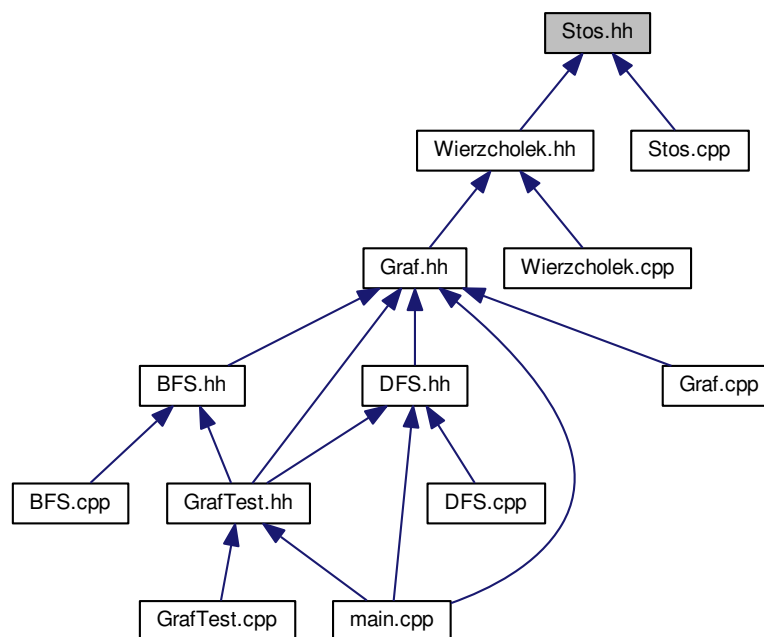 Stos.hh
Wierzcholek.hh
Stos.cpp
Graf.hh
Wierzcholek.cpp
BFS.hh
DFS.hh
Graf.cpp
BFS.cpp
GrafTest.hh
DFS.cpp
GrafTest.cpp
main.cpp